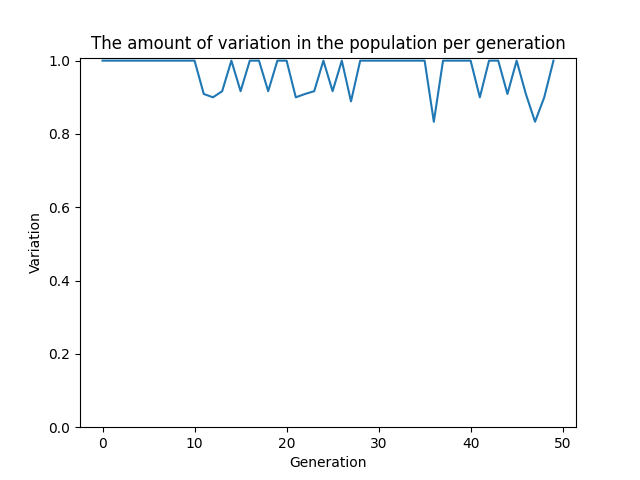 The amount of variation in the population per generation
1.0
0.8
0.6
0.4
0.2
0.0
Variation
0 10 20 30 40 50
Generation